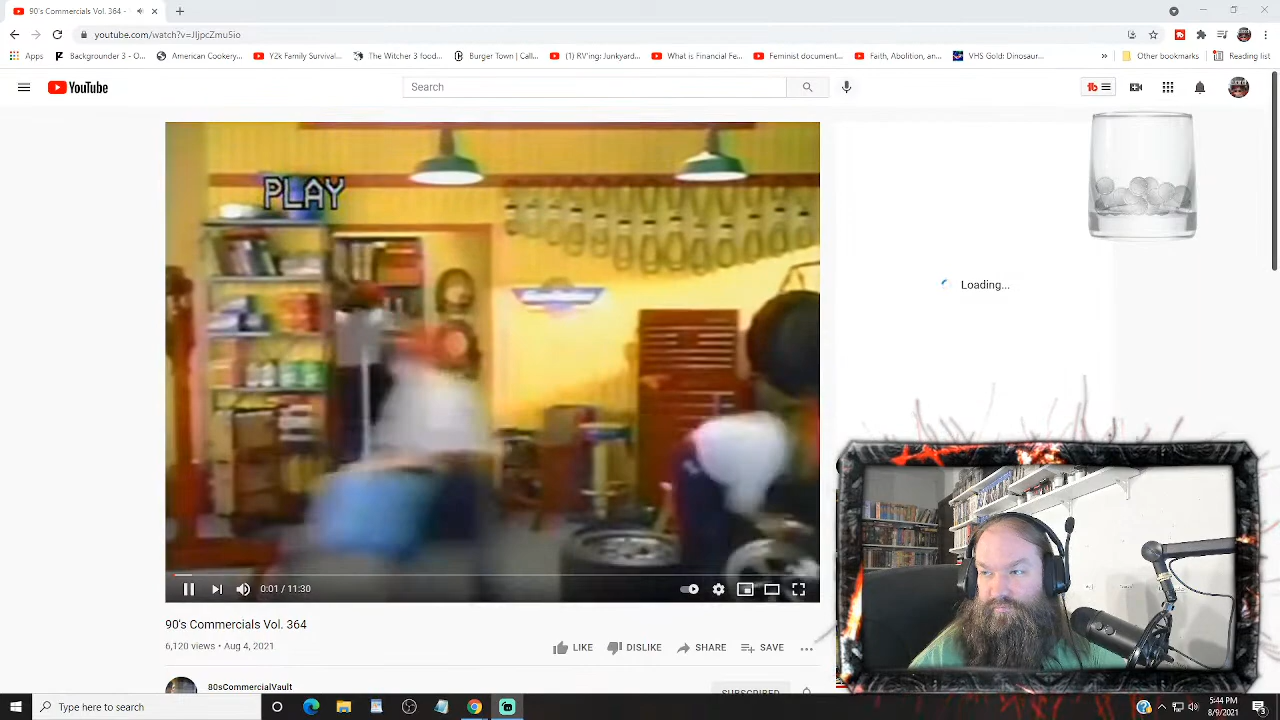 90's Commercials Vol. 364 -
youtube.com/watch?v=JIjpcZmuSio
Apps
Backgrounds 3 - O...
American Cookery...
Y2k Family Survival...
The Witcher 3 food...
Burger Town | Call...
(1) RV'ing: Junkyard...
What is Financial Fe...
Feminist document...
Faith, Abolition, an...
VHS Gold: Dinosaur...
Other bookmarks
Reading list
YouTube
Search
PLAY
Loading...
0:01 / 11:30
90's Commercials Vol. 364
6,120 views • Aug 4, 2021
LIKE
DISLIKE
SHARE
SAVE
80sCommercialVault
SUBSCRIBED
Type here to search
5:44 PM
8/9/2021